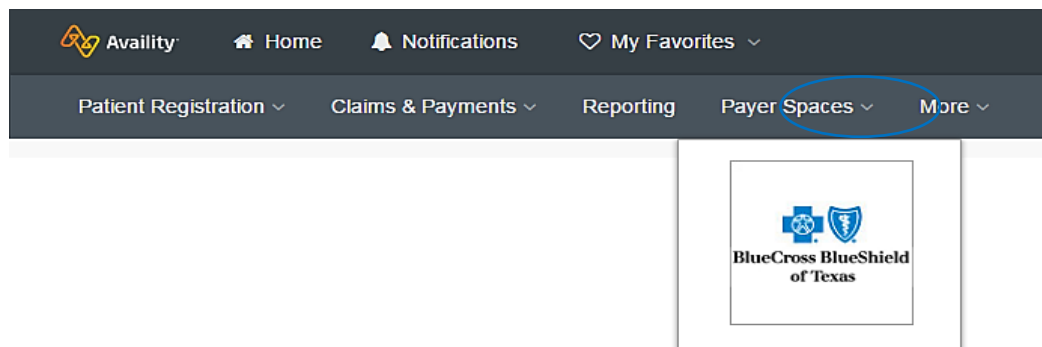 Availity Home Notifications My Favorites
Patient Registration Claims & Payments Reporting Payer Spaces More
BlueCross BlueShield
of Texas